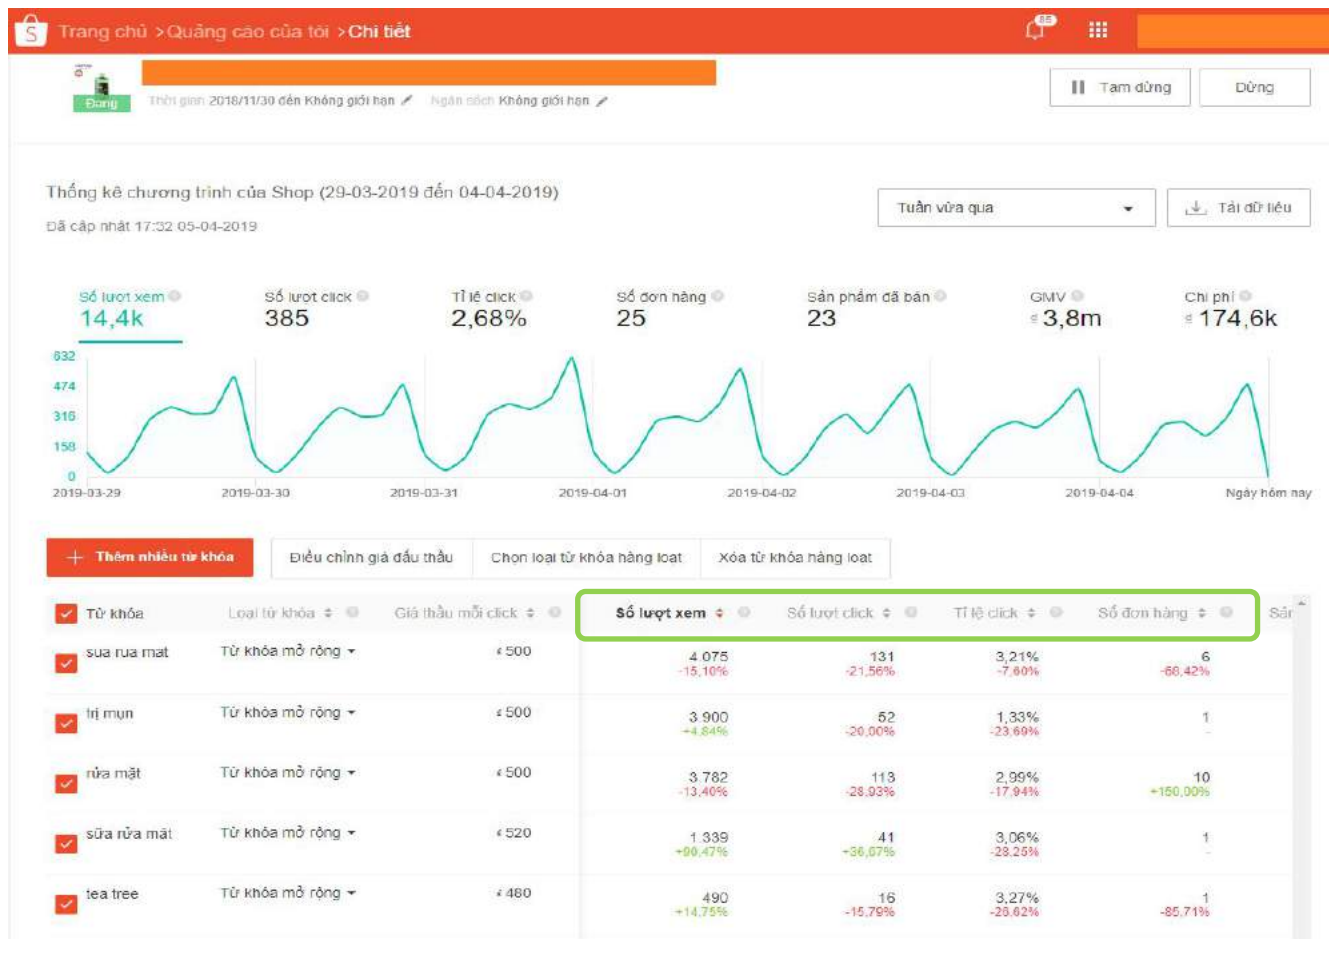 Trang chủ >Quảng cáo của tôi >Chi tiết
85
Đang
Thời gian 2018/11/30 đến Không giới hạn Ngân sách Không giới hạn
Tạm dừng
Dừng
Thống kê chương trình của Shop (29-03-2019 đến 04-04-2019)
Đã cập nhật 17:32 05-04-2019
Tuần vừa qua
Tải dữ liệu
Số lượt xem Số lượt click Tỉ lệ click Số đơn hàng Sản phẩm đã bán GMV Chi phí
14,4k 385 2,68% 25 23 ₫ 3,8m ₫ 174,6k
632
474
316
158
0
2019-03-29 2019-03-30 2019-03-31 2019-04-01 2019-04-02 2019-04-03 2019-04-04 Ngày hôm nay
+ Thêm nhiều từ khóa Điều chỉnh giá đấu thầu Chọn loại từ khóa hàng loạt Xóa từ khóa hàng loạt
Từ khóa Loại từ khóa Giá thầu mỗi click Số lượt xem Số lượt click Tỉ lệ click Số đơn hàng Sản
sua rua mat Từ khóa mở rộng ₫ 500 4.075 131 3,21% 6
-15,10% -21,56% -7,60% -68,42%
trị mụn Từ khóa mở rộng ₫ 500 3.900 52 1,33% 1
+4,84% -20,00% -23,69% -
rửa mặt Từ khóa mở rộng ₫ 500 3.782 113 2,99% 10
-13,40% -28,93% -17,94% +150,00%
sữa rửa mặt Từ khóa mở rộng ₫ 520 1.339 41 3,06% 1
+90,47% +36,67% -28,25% -
tea tree Từ khóa mở rộng ₫ 480 490 16 3,27% 1
+14,75% -15,79% -26,62% -85,71%